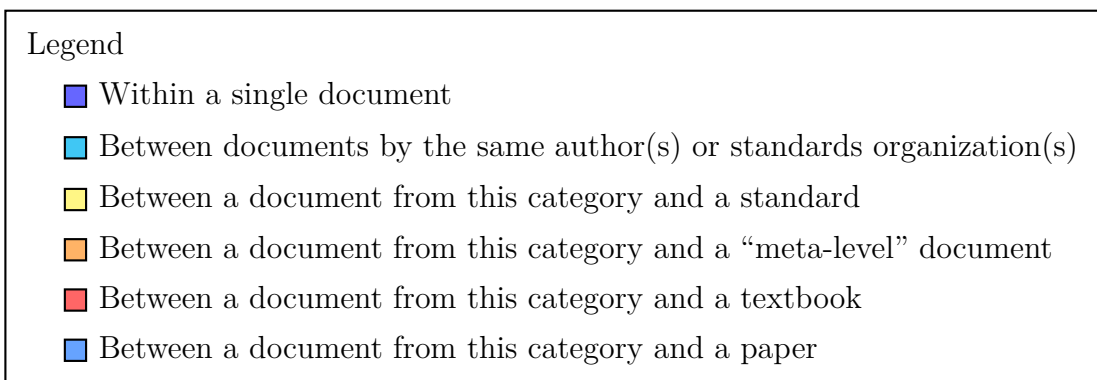 Legend
Within a single document
Between documents by the same author(s) or standards organization(s)
Between a document from this category and a standard
Between a document from this category and a “meta-level” document
Between a document from this category and a textbook
Between a document from this category and a paper